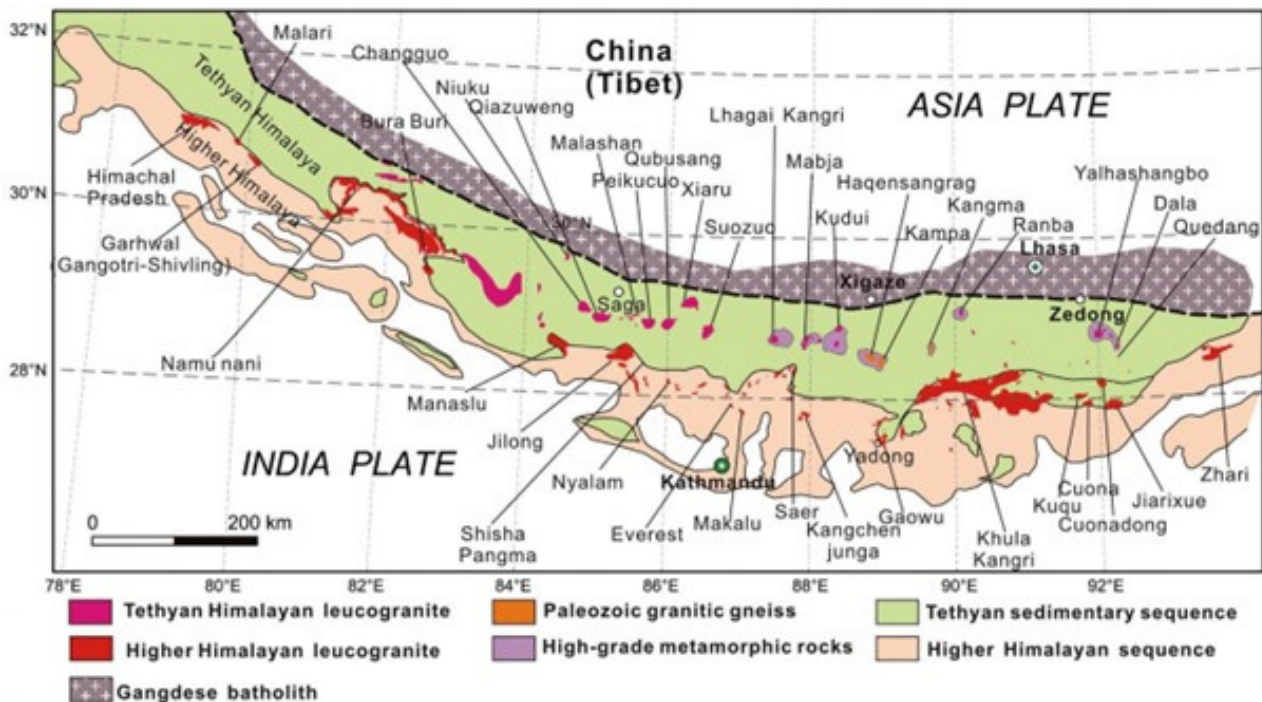 32°N
30°N
28°N
Malari
Changguo
Niuku
Qiazuweng
Bura Buri
China
(Tibet)
ASIA PLATE
Tethyan Himalaya
Higher Himalaya
Himachal
Pradesh
Garhwal
(Gangotri-Shivling)
Namu nani
Malashan
Qubusang
Peikucuo
Xiaru
Suozuo
Lhagai Kangri
Mabja
Kudui
Haqensangrag
Kangma
Kampa
Ranba
Lhasa
Yalhashangbo
Dala
Quedang
30°N
Saga
Xigaze
Zedong
Manaslu
Jilong
INDIA PLATE
Nyalam
Kathmandu
Yadong
Shisha
Pangma
Everest
Makalu
Saer
Kangchen
junga
Gaowu
Khula
Kangri
Kuqu
Cuona
Cuonadong
Jiarixue
Zhari
0
200 km
78°E
80°E
82°E
84°E
86°E
88°E
90°E
92°E
Tethyan Himalayan leucogranite
Higher Himalayan leucogranite
Gangdese batholith
Paleozoic granitic gneiss
High-grade metamorphic rocks
Tethyan sedimentary sequence
Higher Himalayan sequence